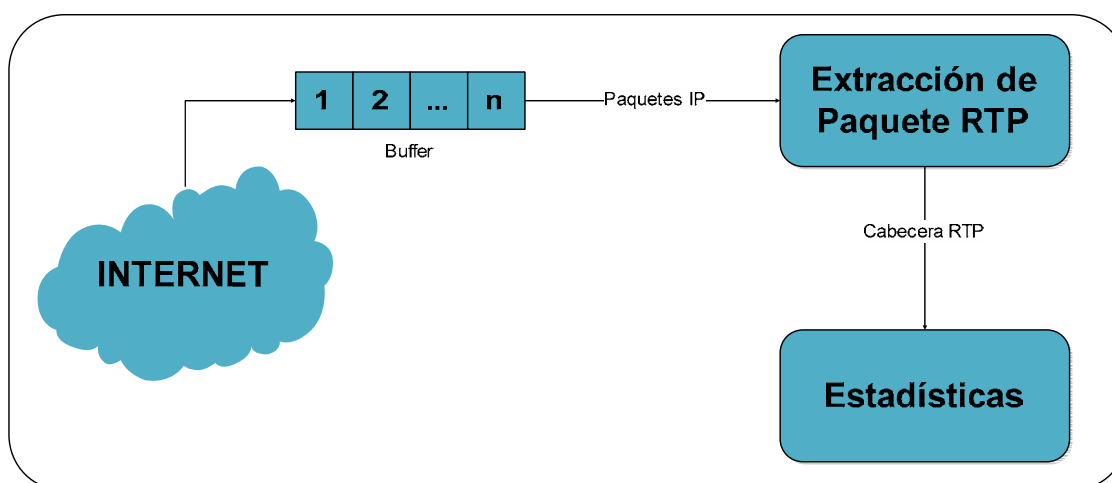 1 2 ... n
Buffer
Paquetes IP
Extracción de
Paquete RTP
Cabecera RTP
INTERNET
Estadísticas